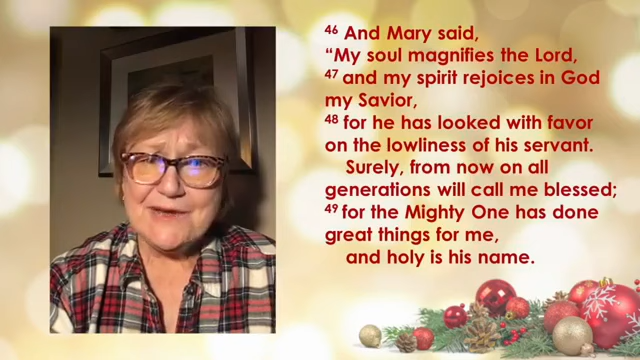 46 And Mary said,
“My soul magnifies the Lord,
47 and my spirit rejoices in God
my Savior,
48 for he has looked with favor
on the lowliness of his servant.
Surely, from now on all
generations will call me blessed;
49 for the Mighty One has done
great things for me,
and holy is his name.